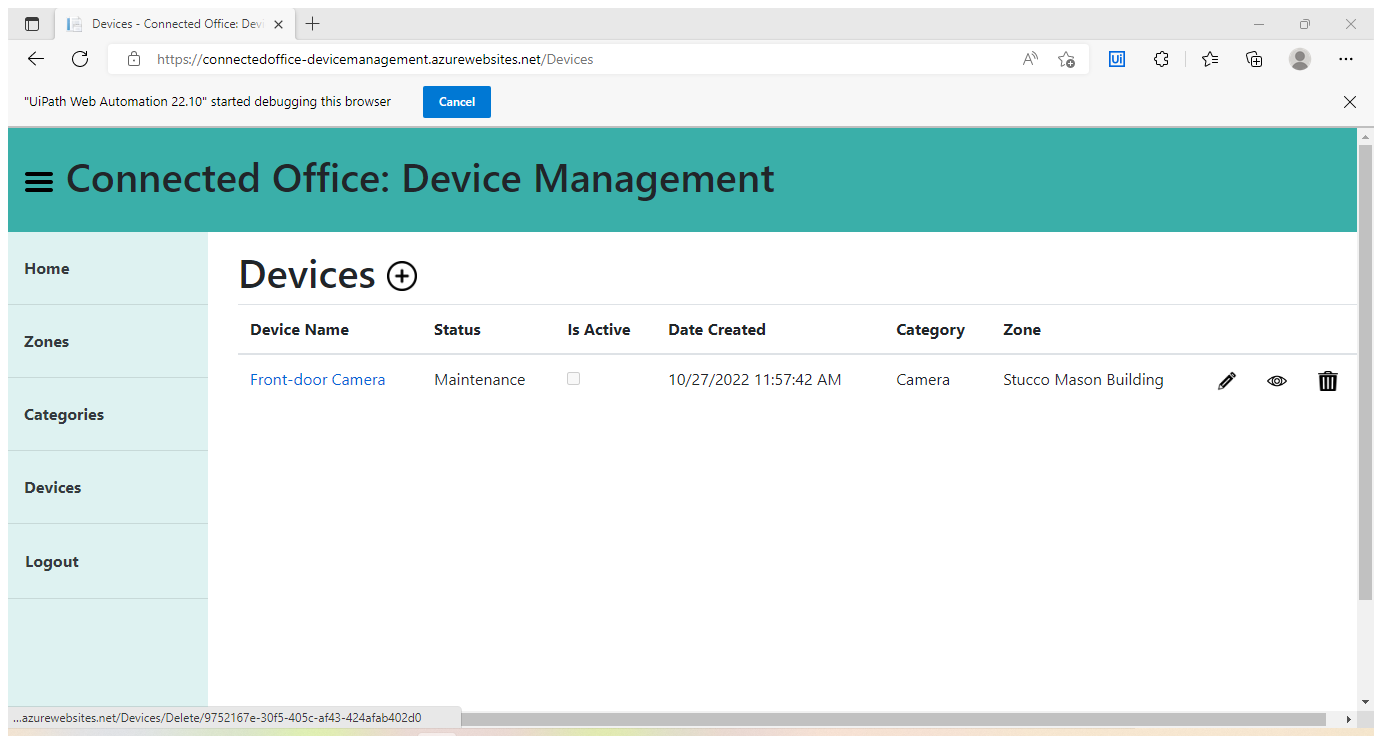 Devices - Connected Office: Devi
https://connectedoffice-devicemanagement.azurewebsites.net/Devices
A
Ui
"UiPath Web Automation 22.10" started debugging this browser
Cancel
Connected Office: Device Management
Home
Zones
Categories
Devices
Logout
Devices
Device Name Status Is Active Date Created Category Zone
Front-door Camera Maintenance 10/27/2022 11:57:42 AM Camera Stucco Mason Building
...azurewebsites.net/Devices/Delete/9752167e-30f5-405c-af43-424afab402d0